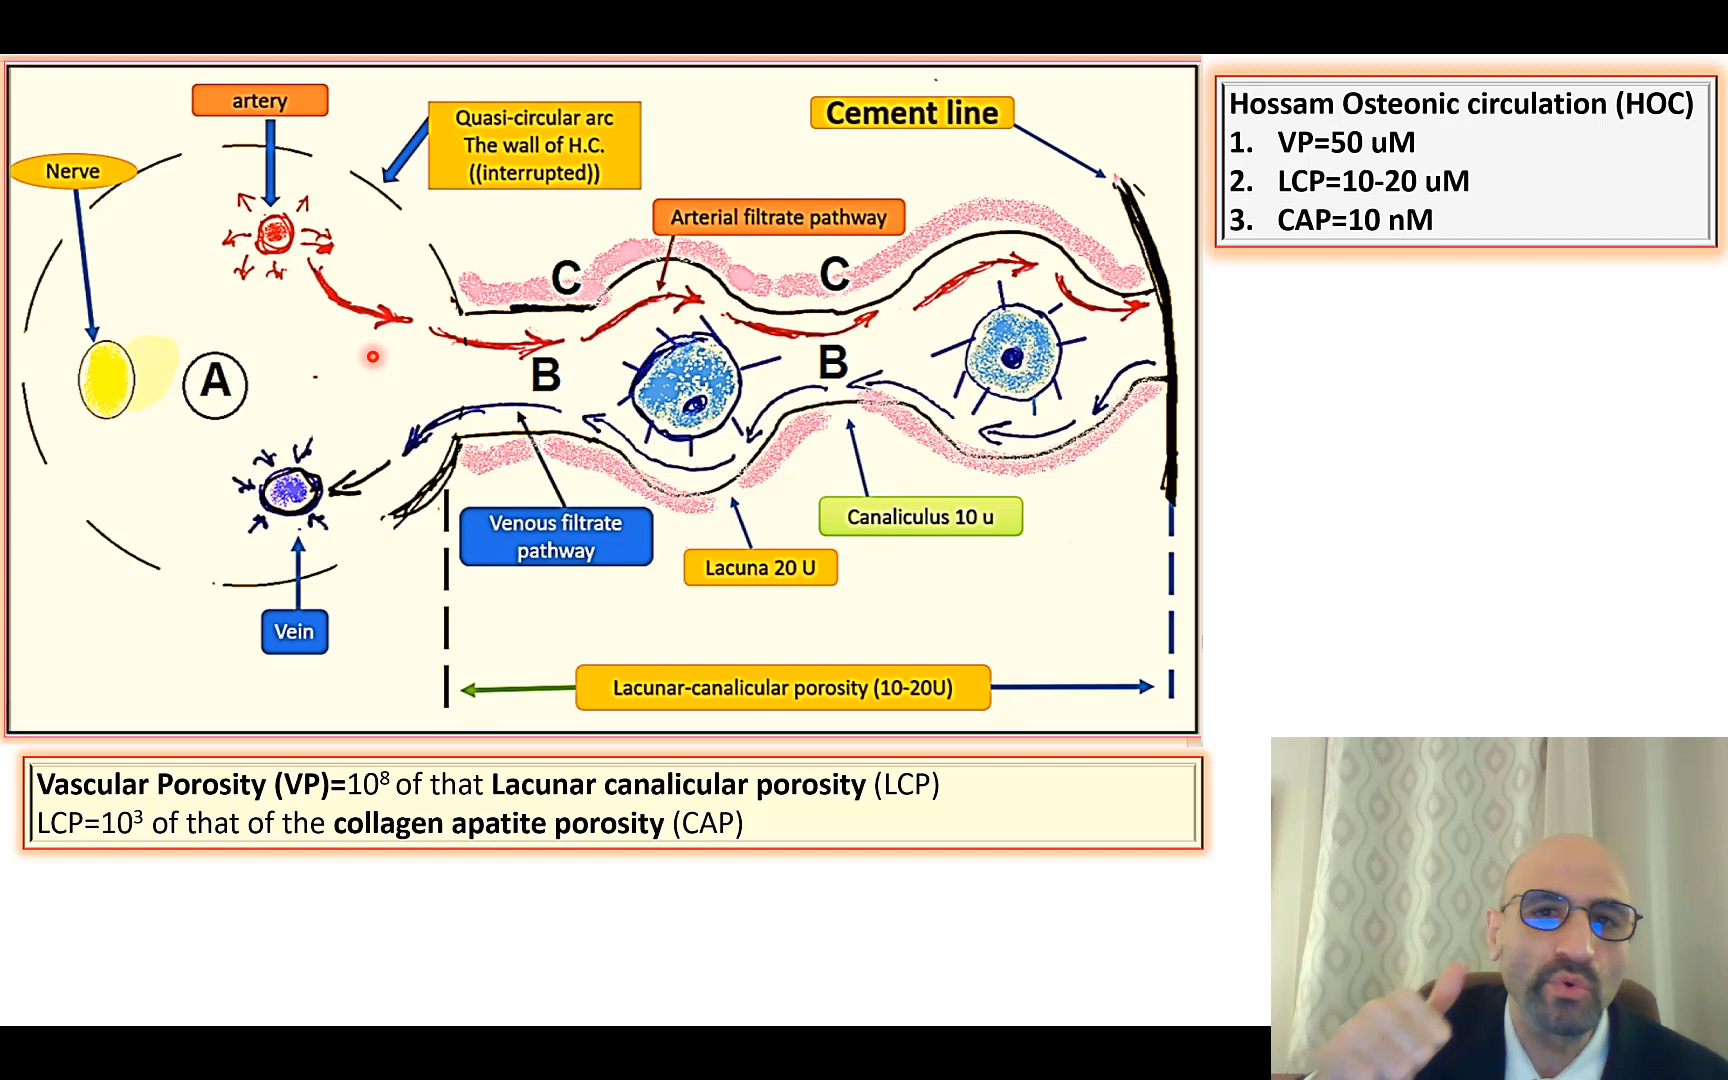 artery
Quasi-circular arc
The wall of H.C.
((interrupted))
Cement line
Nerve
Arterial filtrate pathway
C
C
B
B
A
Venous filtrate
pathway
Canaliculus 10 u
Lacuna 20 U
Vein
Lacunar-canalicular porosity (10-20U)
Hossam Osteonic circulation (HOC)
1. VP=50 uM
2. LCP=10-20 uM
3. CAP=10 nM
Vascular Porosity (VP)=10⁸ of that Lacunar canalicular porosity (LCP)
LCP=10³ of that of the collagen apatite porosity (CAP)